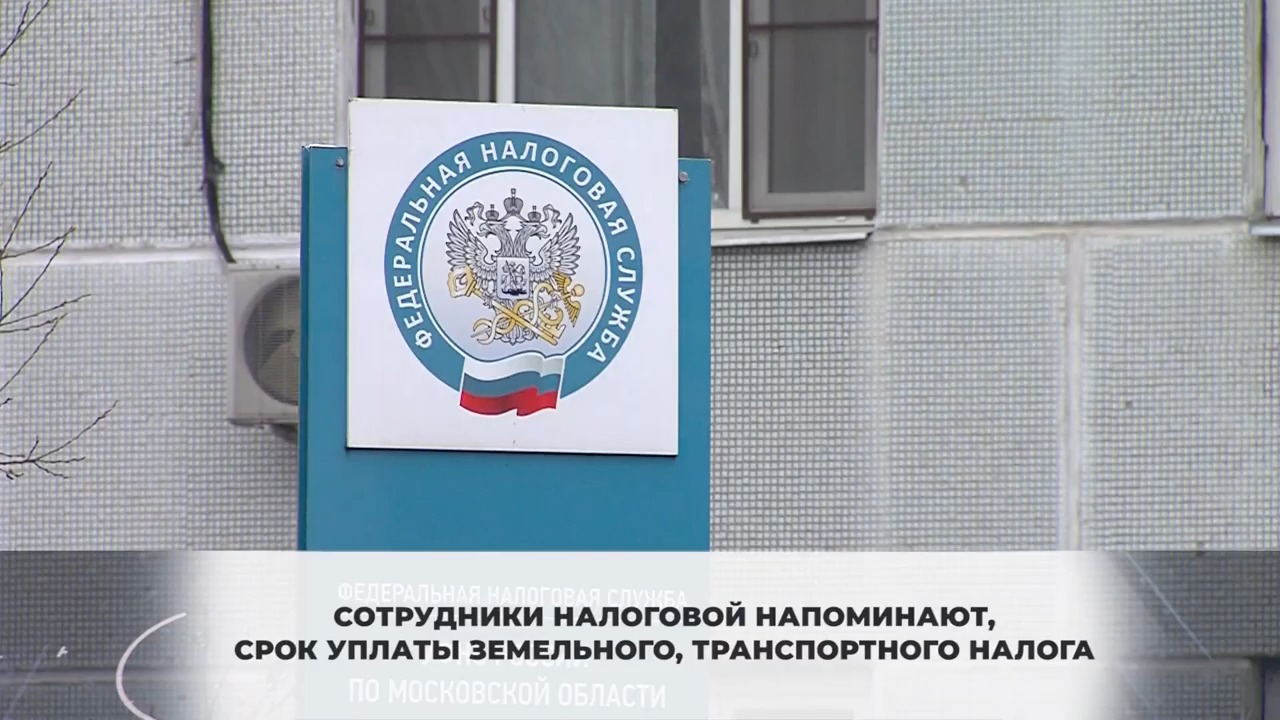 ФЕДЕРАЛЬНАЯ НАЛОГОВАЯ СЛУЖБА
ФЕДЕРАЛЬНАЯ НАЛОГОВАЯ СЛУЖБА
СОТРУДНИКИ НАЛОГОВОЙ НАПОМИНАЮТ,
СРОК УПЛАТЫ ЗЕМЕЛЬНОГО, ТРАНСПОРТНОГО НАЛОГА
ПО МОСКОВСКОЙ ОБЛАСТИ